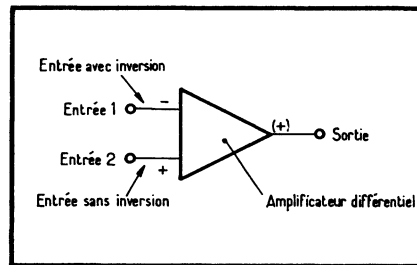 Entrée avec inversion
Entrée 1
-
(+)
Sortie
Entrée 2
+
Entrée sans inversion
Amplificateur différentiel